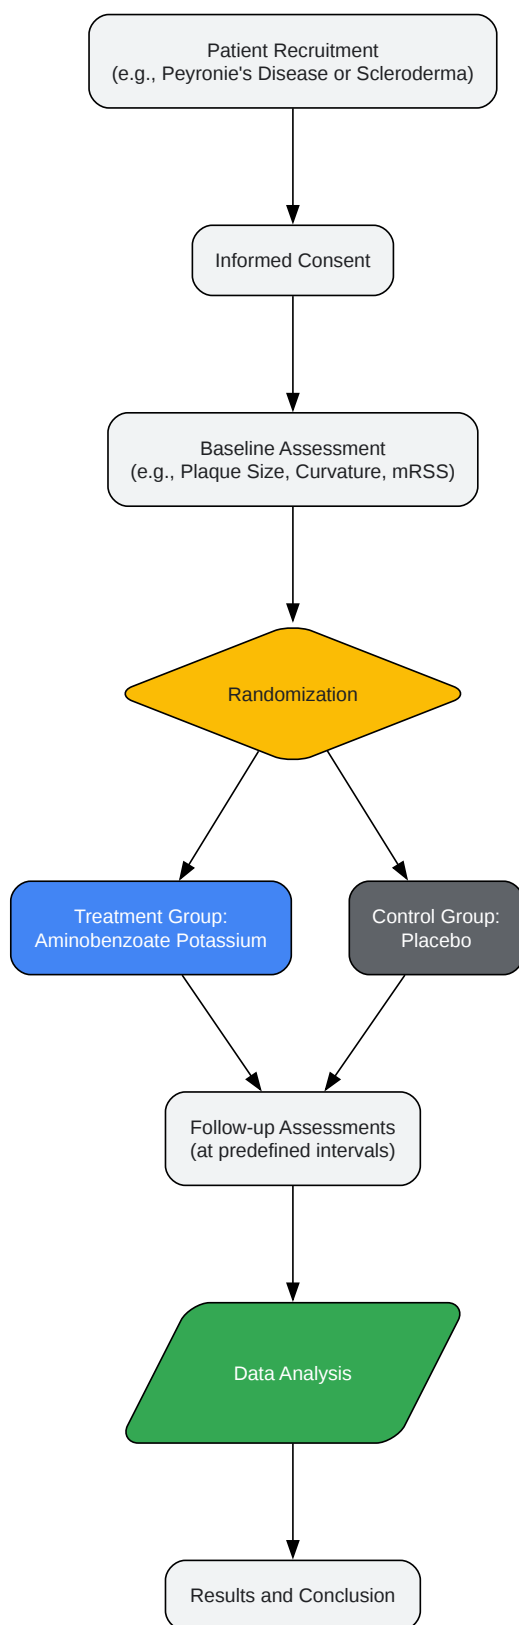 Patient Recruitment
(e.g., Peyronie's Disease or Scleroderma)
Informed Consent
Baseline Assessment
(e.g., Plaque Size, Curvature, mRSS)
Randomization
Treatment Group:
Aminobenzoate Potassium
Control Group:
Placebo
Follow-up Assessments
(at predefined intervals)
Data Analysis
Results and Conclusion